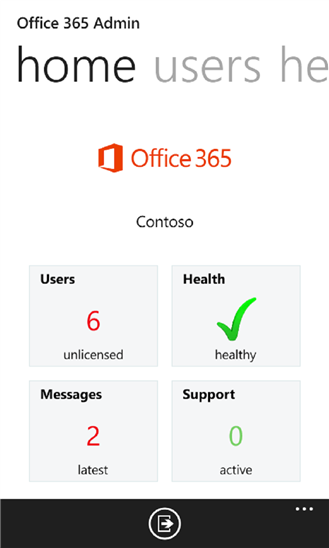 Office 365 Admin
home users he
Office 365
Contoso
Users
6
unlicensed
Health
healthy
Messages
2
latest
Support
0
active